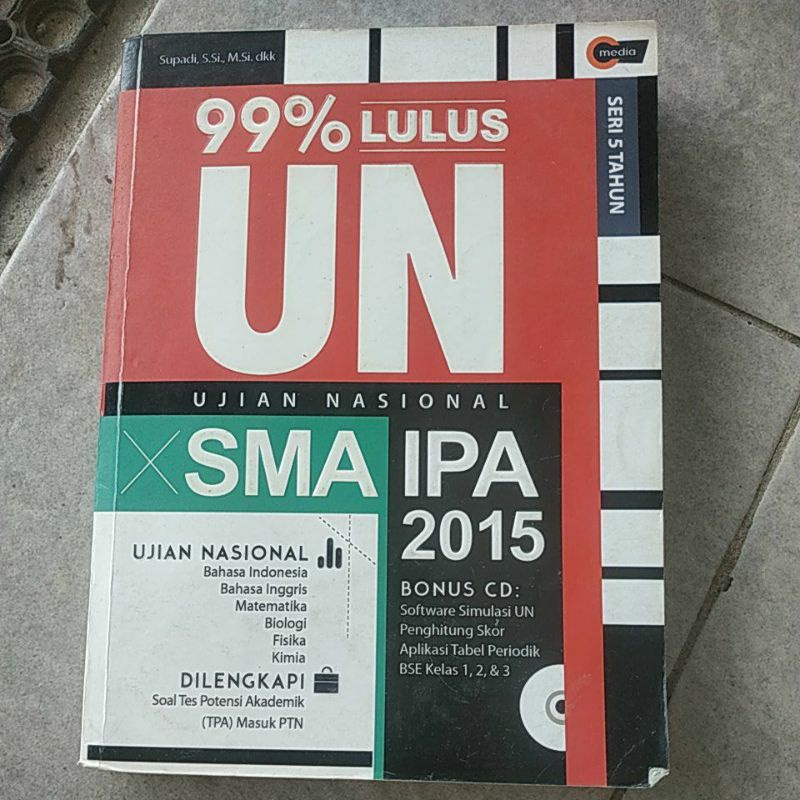 Supadi, S.Si., M.Si. dkk
media
99% LULUS
SERI 5 TAHUN
UN
UJIAN NASIONAL
SMA IPA
2015
UJIAN NASIONAL
Bahasa Indonesia
Bahasa Inggris
Matematika
Biologi
Fisika
Kimia
DILENGKAPI
Soal Tes Potensi Akademik
(TPA) Masuk PTN
BONUS CD:
Software Simulasi UN
Penghitung Skor
Aplikasi Tabel Periodik
BSE Kelas 1, 2, & 3